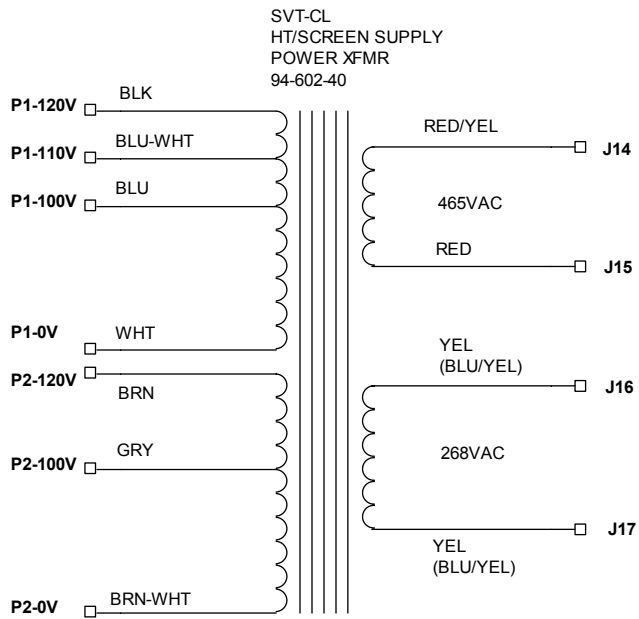 SVT-CL
HT/SCREEN SUPPLY
POWER XFMR
94-602-40
P1-120V
BLK
P1-110V
BLU-WHT
P1-100V
BLU
P1-0V
WHT
P2-120V
BRN
P2-100V
GRY
P2-0V
BRN-WHT
RED/YEL
J14
465VAC
RED
J15
YEL
(BLU/YEL)
J16
268VAC
J17
YEL
(BLU/YEL)